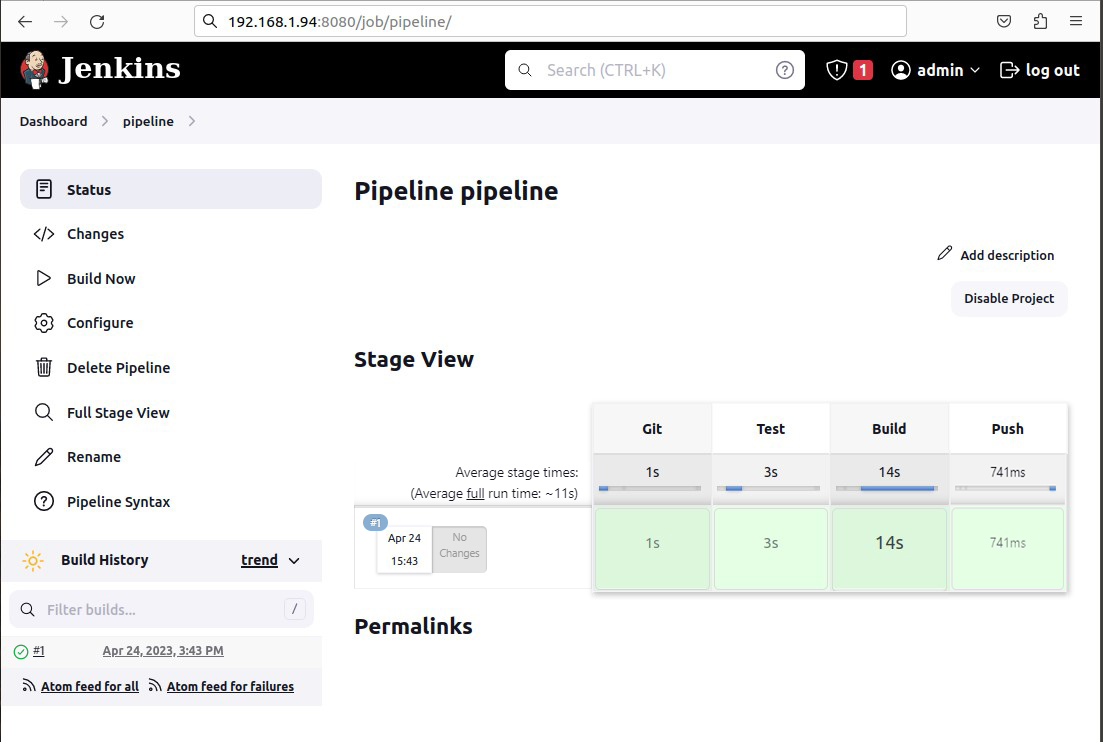 192.168.1.94:8080/job/pipeline/
Jenkins
Search (CTRL+K)
1
admin
log out
Dashboard
pipeline
Status
Changes
Build Now
Configure
Delete Pipeline
Full Stage View
Rename
Pipeline Syntax
Build History
trend
Filter builds...
/
#1
Apr 24, 2023, 3:43 PM
Atom feed for all
Atom feed for failures
Pipeline pipeline
Add description
Disable Project
Stage View
Git
Test
Build
Push
Average stage times:
(Average full run time: ~11s)
1s
3s
14s
741ms
#1
Apr 24
15:43
No
Changes
1s
3s
14s
741ms
Permalinks